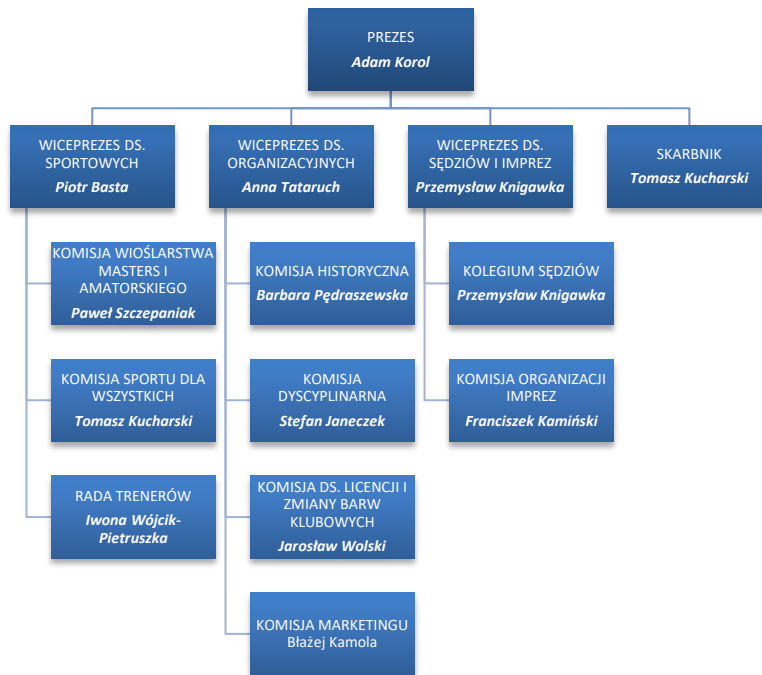 PREZES
Adam Korol
WICEPREZES DS.
SPORTOWYCH
Piotr Basta
WICEPREZES DS.
ORGANIZACYJNYCH
Anna Tataruch
WICEPREZES DS.
SĘDZIÓW I IMPREZ
Przemysław Knigawka
SKARBNIK
Tomasz Kucharski
KOMISJA WIOŚLARSTWA
MASTERS I
AMATORSKIEGO
Paweł Szczepaniak
KOMISJA HISTORYCZNA
Barbara Pędraszewska
KOLEGIUM SĘDZIÓW
Przemysław Knigawka
KOMISJA SPORTU DLA
WSZYSTKICH
Tomasz Kucharski
KOMISJA
DYSCYPLINARNA
Stefan Janeczek
KOMISJA ORGANIZACJI
IMPREZ
Franciszek Kamiński
RADA TRENERÓW
Iwona Wójcik-
Pietruszka
KOMISJA DS. LICENCJI I
ZMIANY BARW
KLUBOWYCH
Jarosław Wolski
KOMISJA MARKETINGU
Błażej Kamola